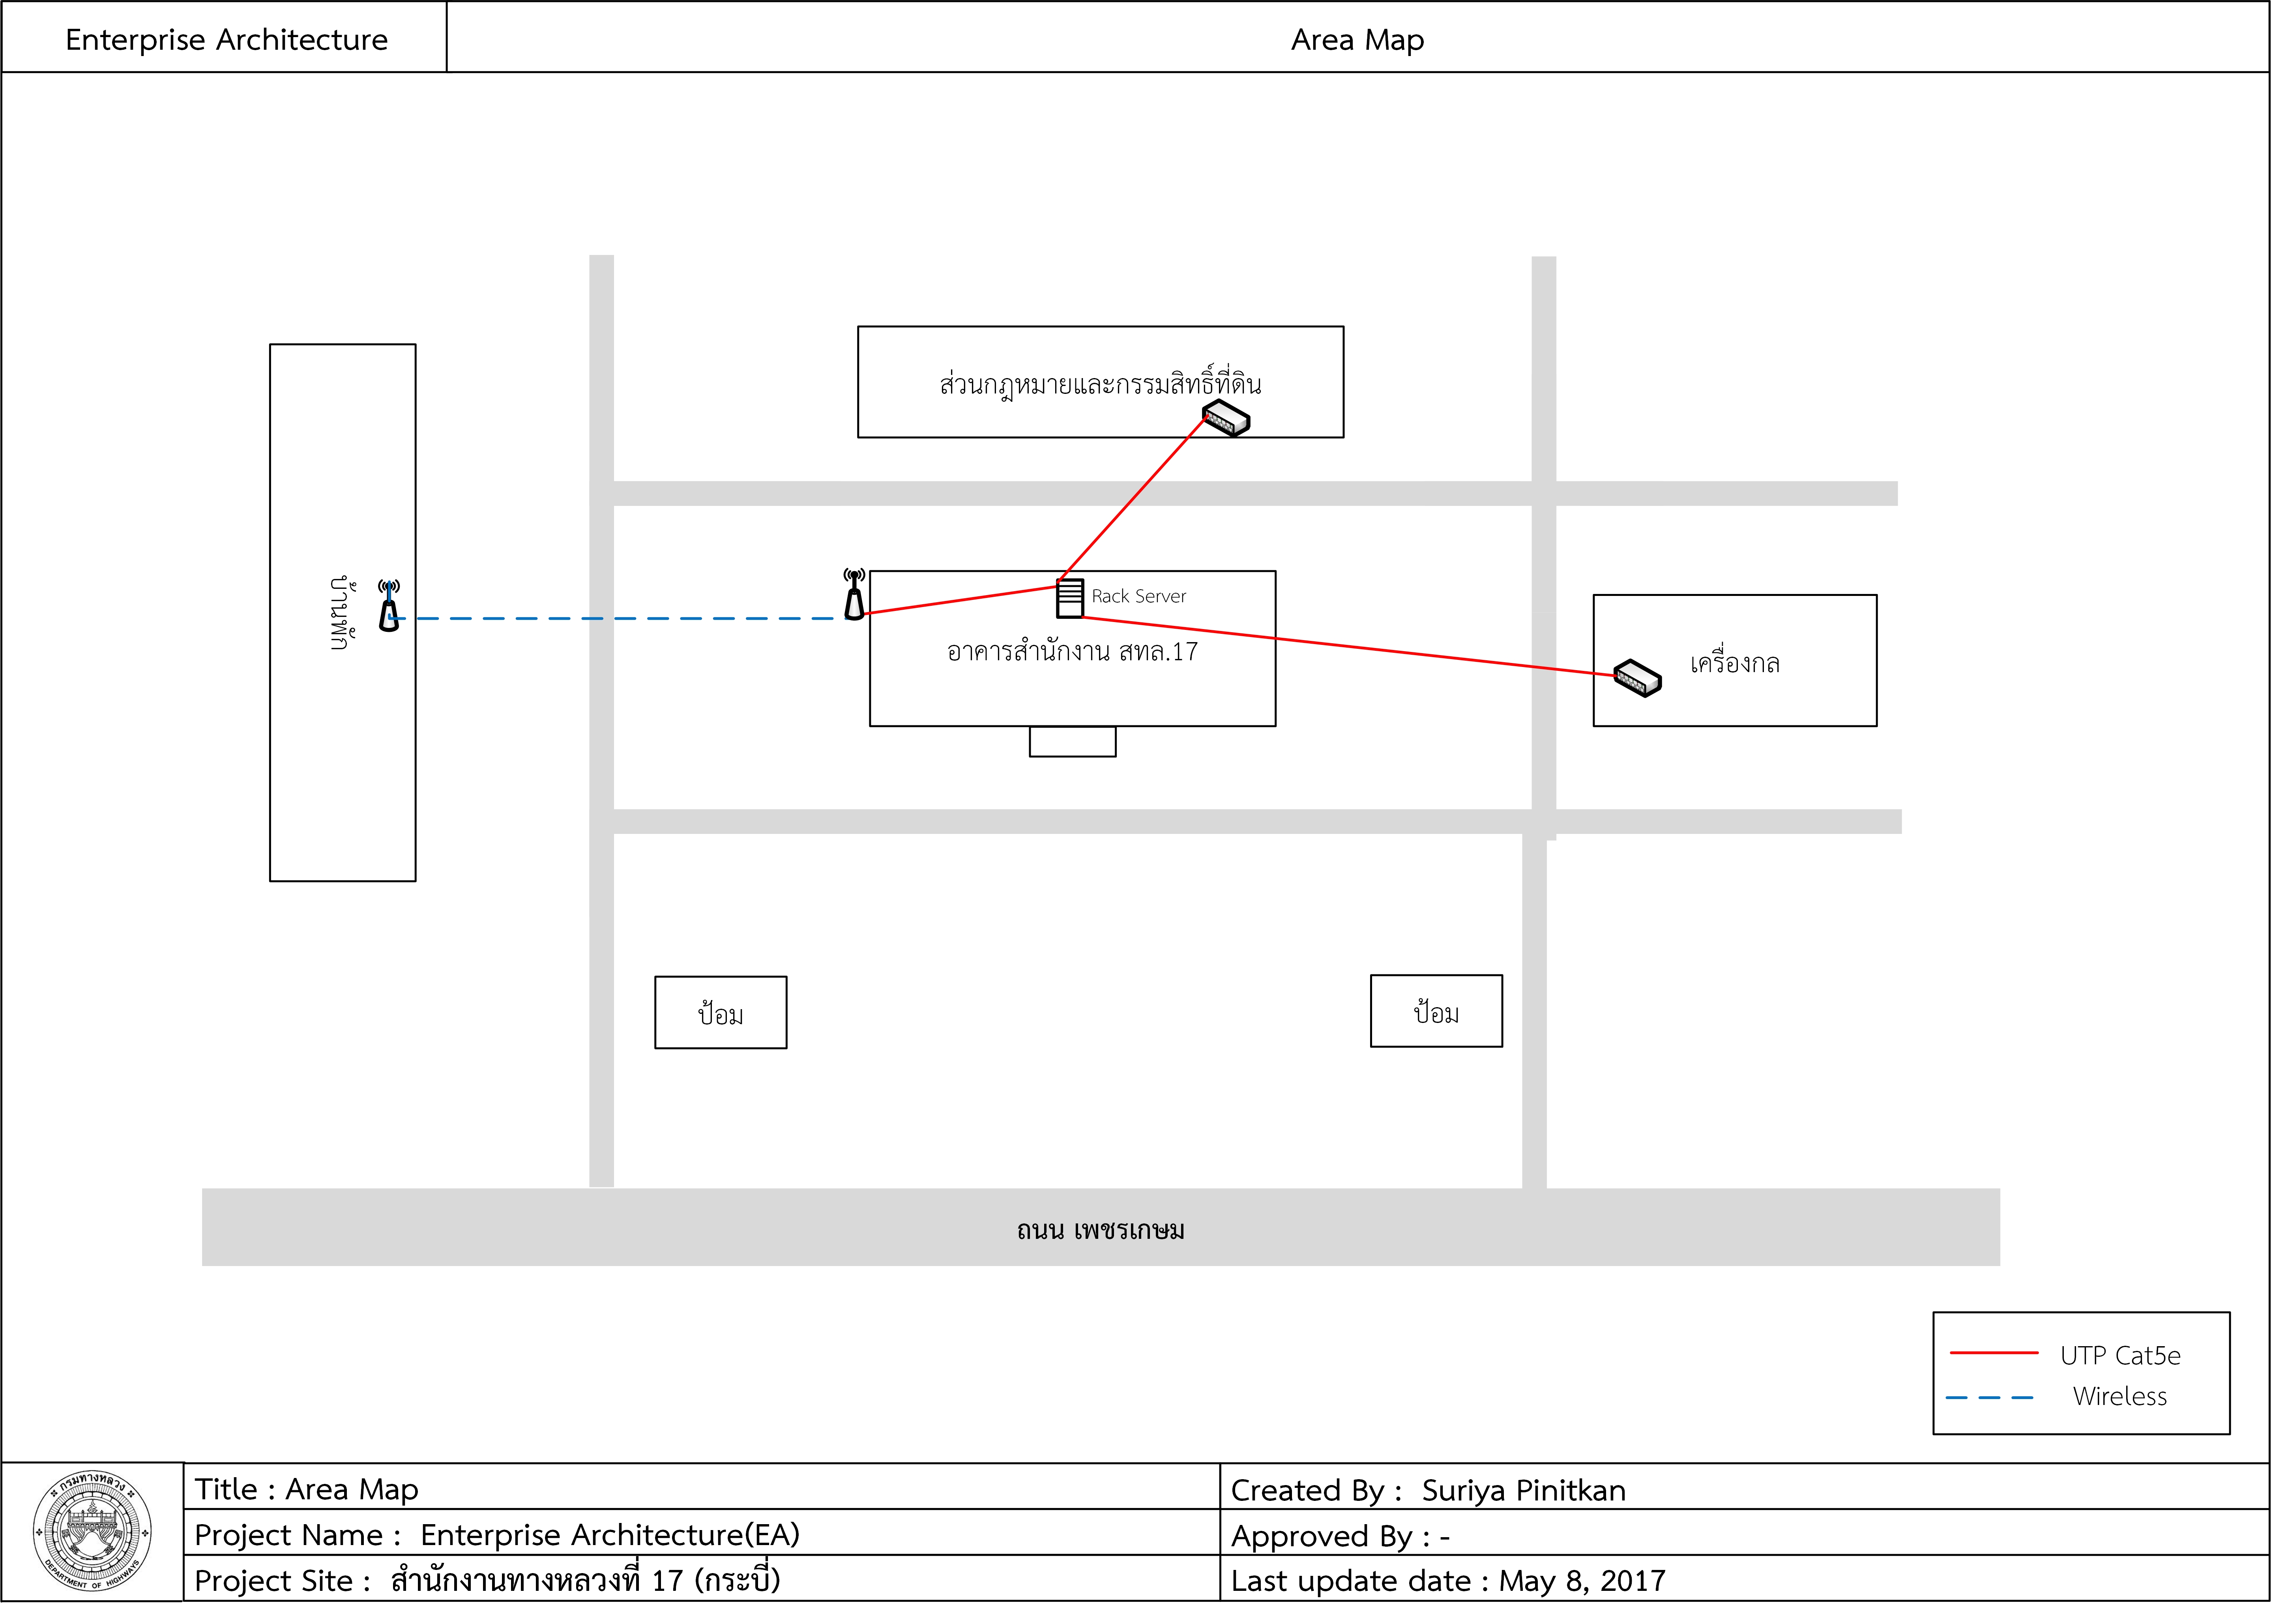 Enterprise Architecture
Area Map
ส่วนกฎหมายและกรรมสิทธิ์ที่ดิน
บ้านพัก
Rack Server
อาคารสำนักงาน สทล.17
เครื่องกล
ป้อม
ป้อม
ถนน เพชรเกษม
UTP Cat5e
Wireless
กรมทางหลวง
DEPARTMENT OF HIGHWAYS
Title : Area Map
Created By : Suriya Pinitkan
Project Name : Enterprise Architecture(EA)
Approved By : -
Project Site : สำนักงานทางหลวงที่ 17 (กระบี่)
Last update date : May 8, 2017